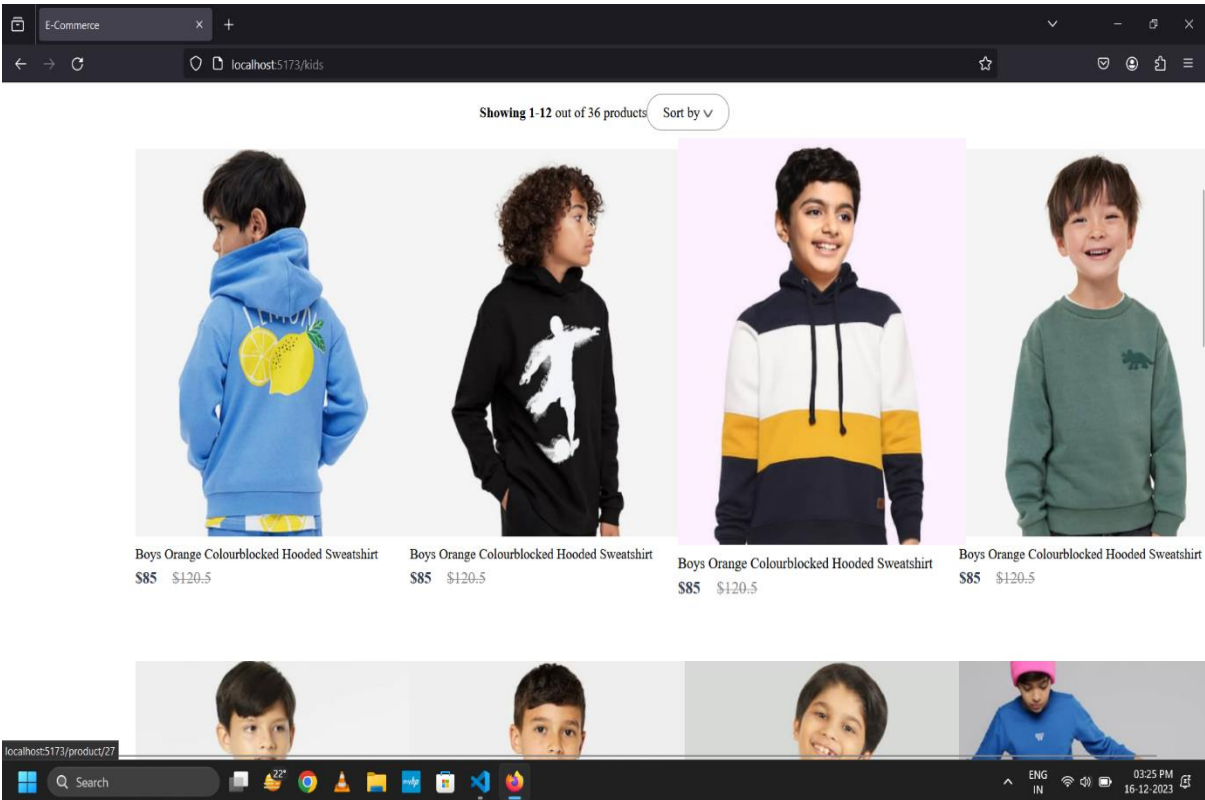 E-Commerce
localhost:5173/kids
Showing 1-12 out of 36 products Sort by
LEMON
Boys Orange Colourblocked Hooded Sweatshirt
$85 $120.5
Boys Orange Colourblocked Hooded Sweatshirt
$85 $120.5
Boys Orange Colourblocked Hooded Sweatshirt
$85 $120.5
Boys Orange Colourblocked Hooded Sweatshirt
$85 $120.5
localhost:5173/product/27
Search
22°
ENG
IN
03:25 PM
16-12-2023